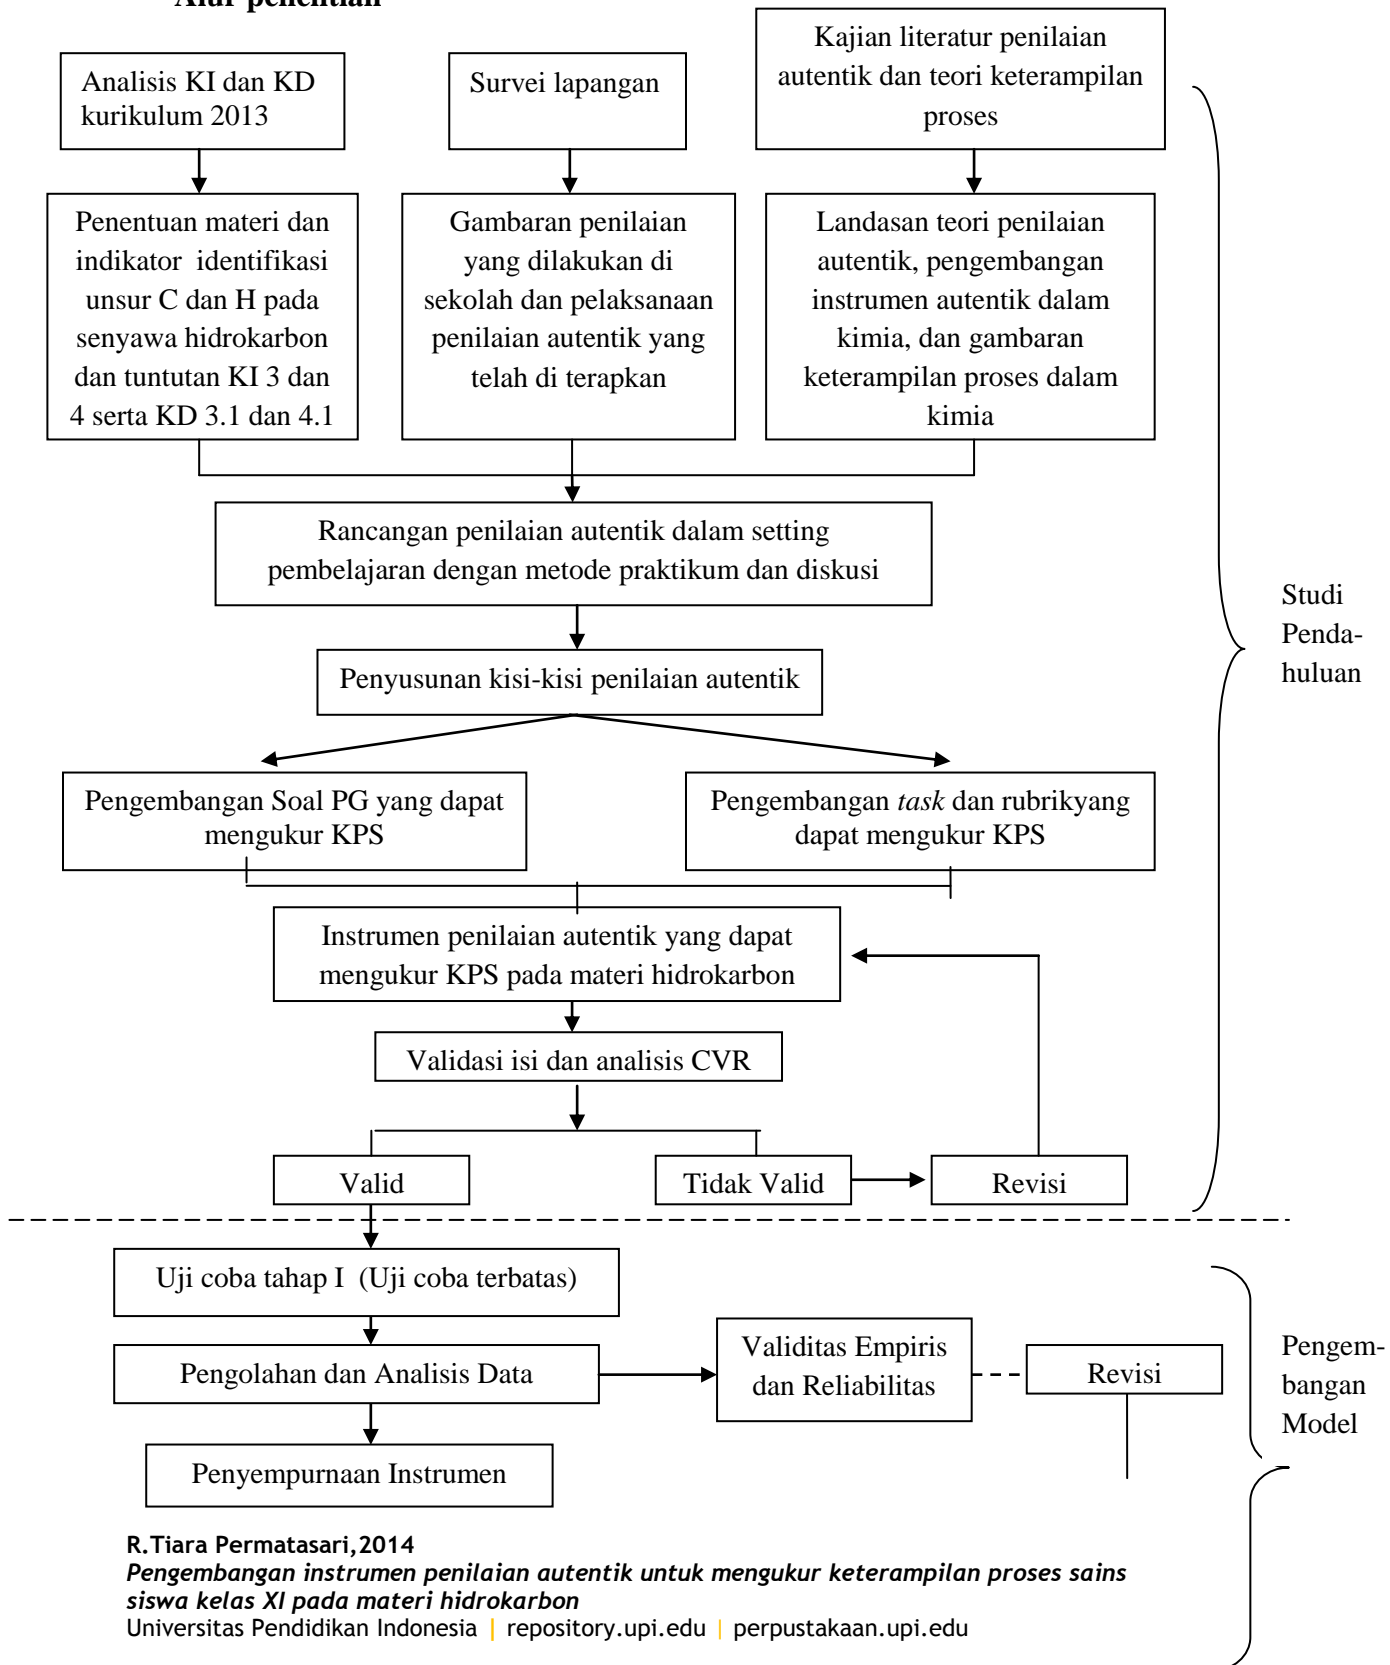 Alur penelitian
Analisis KI dan KD
kurikulum 2013
Survei lapangan
Kajian literatur penilaian
autentik dan teori keterampilan
proses
Penentuan materi dan
indikator identifikasi
unsur C dan H pada
senyawa hidrokarbon
dan tuntutan KI 3 dan
4 serta KD 3.1 dan 4.1
Gambaran penilaian
yang dilakukan di
sekolah dan pelaksanaan
penilaian autentik yang
telah di terapkan
Landasan teori penilaian
autentik, pengembangan
instrumen autentik dalam
kimia, dan gambaran
keterampilan proses dalam
kimia
Rancangan penilaian autentik dalam setting
pembelajaran dengan metode praktikum dan diskusi
Studi
Penda-
huluan
Penyusunan kisi-kisi penilaian autentik
Pengembangan Soal PG yang dapat
mengukur KPS
Pengembangan task dan rubrikyang
dapat mengukur KPS
Instrumen penilaian autentik yang dapat
mengukur KPS pada materi hidrokarbon
Validasi isi dan analisis CVR
Valid
Tidak Valid
Revisi
Uji coba tahap I (Uji coba terbatas)
Pengolahan dan Analisis Data
Validitas Empiris
dan Reliabilitas
Revisi
Pengem-
bangan
Model
Penyempurnaan Instrumen
R.Tiara Permatasari,2014
Pengembangan instrumen penilaian autentik untuk mengukur keterampilan proses sains
siswa kelas XI pada materi hidrokarbon
Universitas Pendidikan Indonesia | repository.upi.edu | perpustakaan.upi.edu